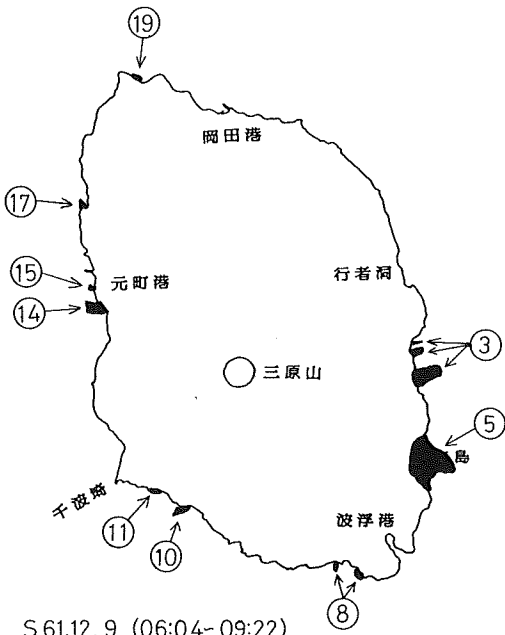 ⑲
岡田港
⑰
行者洞
⑮
元町港
⑭
③
三原山
⑤
島
千波崎
波浮港
⑪
⑩
⑧
S.61.12. 9 (06:04~09:22)